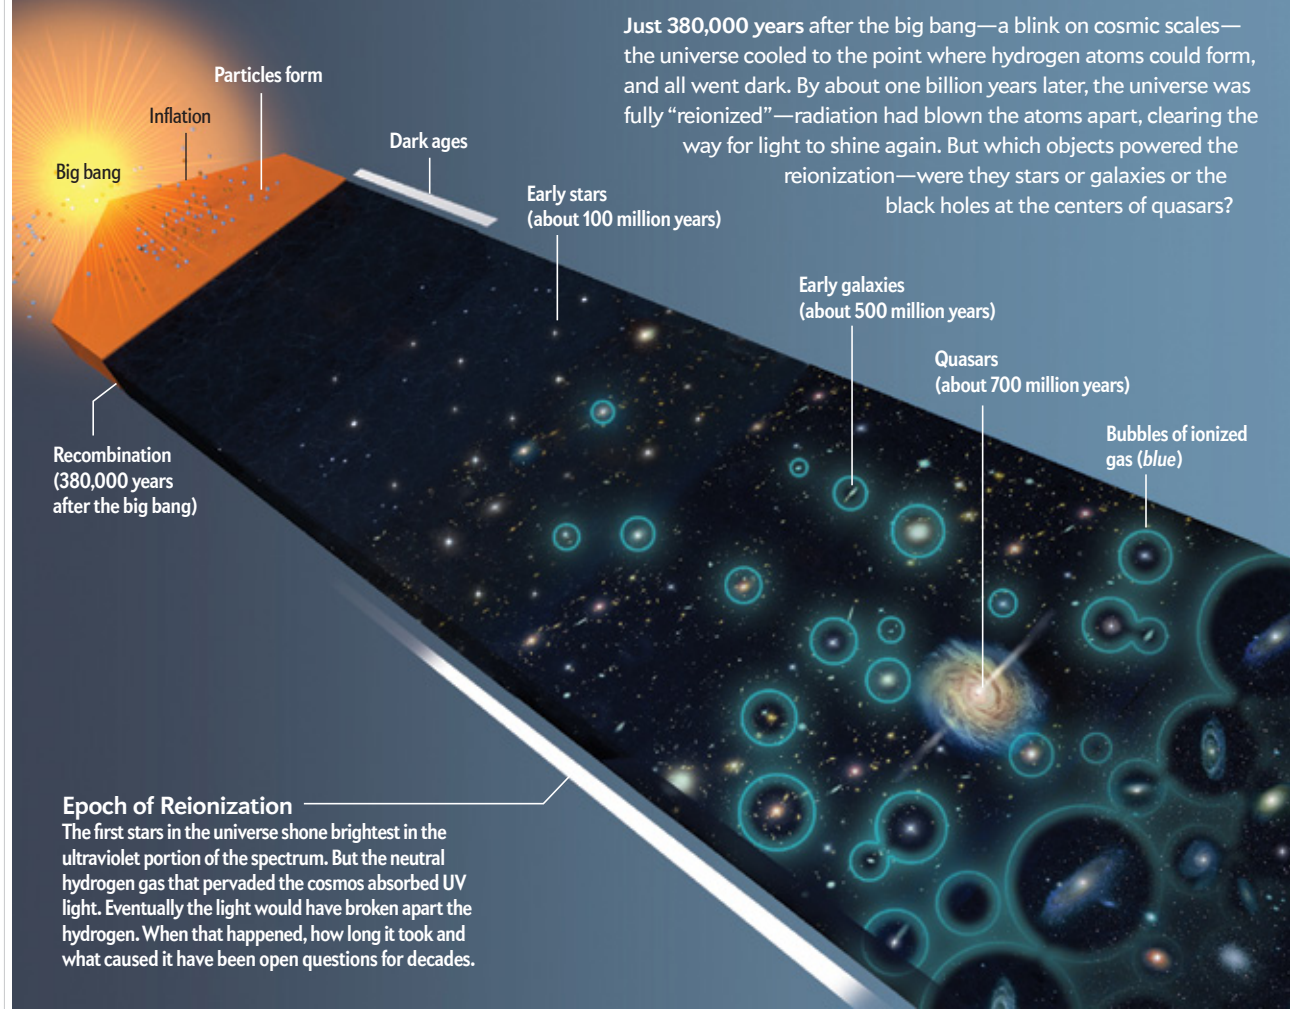 Just 380,000 years after the big bang—a blink on cosmic scales—
the universe cooled to the point where hydrogen atoms could form,
and all went dark. By about one billion years later, the universe was
fully “reionized”—radiation had blown the atoms apart, clearing the
way for light to shine again. But which objects powered the
reionization—were they stars or galaxies or the
black holes at the centers of quasars?
Particles form
Inflation
Big bang
Dark ages
Early stars
(about 100 million years)
Early galaxies
(about 500 million years)
Quasars
(about 700 million years)
Bubbles of ionized
gas (blue)
Recombination
(380,000 years
after the big bang)
Epoch of Reionization
The first stars in the universe shone brightest in the
ultraviolet portion of the spectrum. But the neutral
hydrogen gas that pervaded the cosmos absorbed UV
light. Eventually the light would have broken apart the
hydrogen. When that happened, how long it took and
what caused it have been open questions for decades.